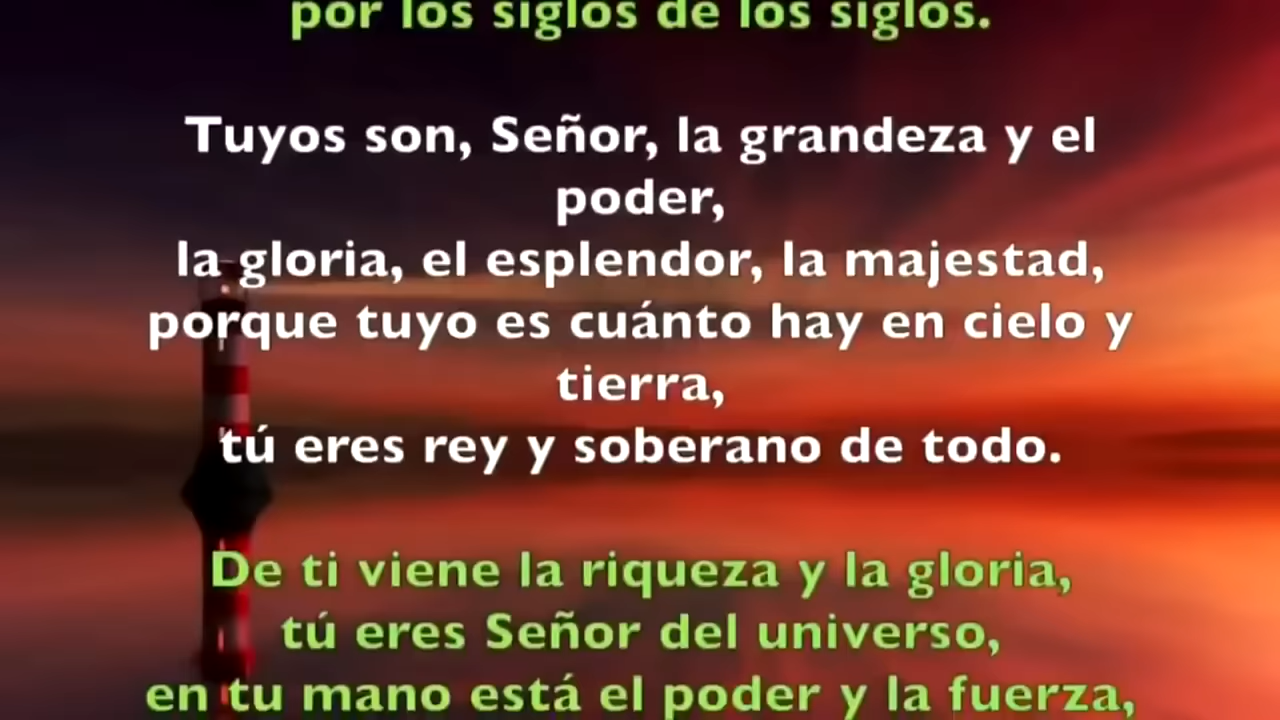 por los siglos de los siglos.
Tuyos son, Señor, la grandeza y el
poder,
la gloria, el esplendor, la majestad,
porque tuyo es cuánto hay en cielo y
tierra,
tú eres rey y soberano de todo.
De ti viene la riqueza y la gloria,
tú eres Señor del universo,
en tu mano está el poder y la fuerza,